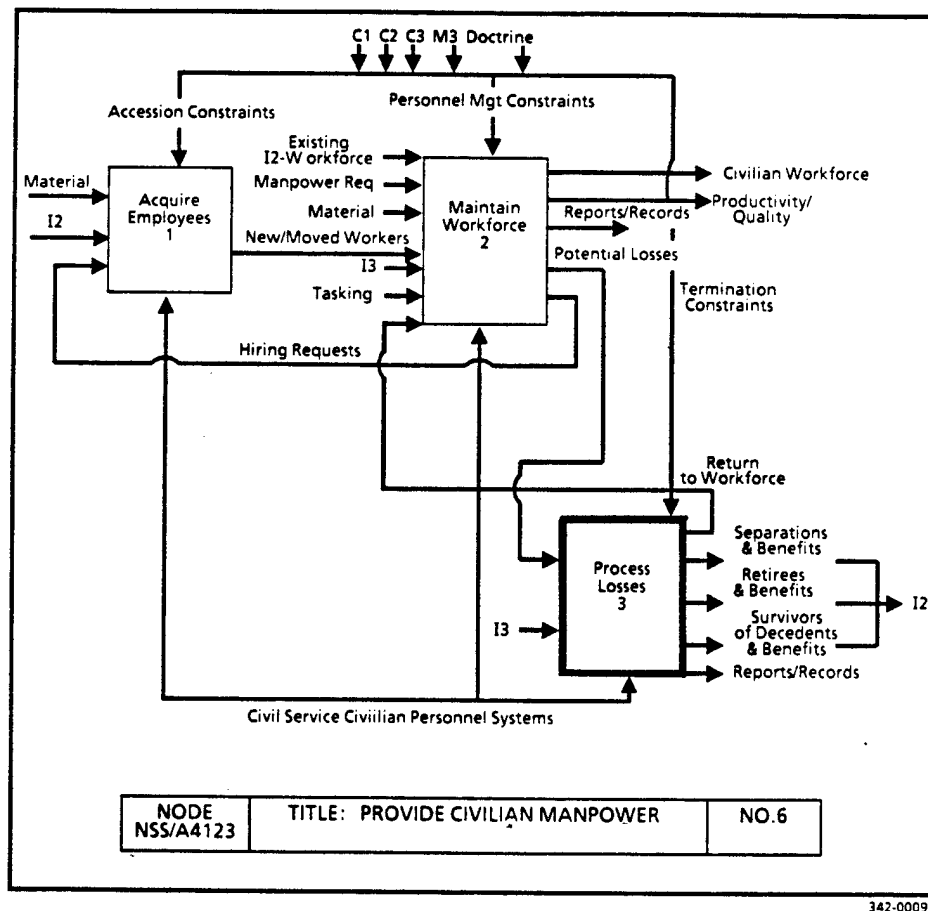 C1 C2 C3 M3 Doctrine
Accession Constraints
Personnel Mgt Constraints
Existing
I2-W orkforce
Manpower Req
Material
New/Moved Workers
I3
Tasking
Material
I2
Acquire
Employees
1
Maintain
Workforce
2
Civilian Workforce
Productivity/
Quality
Reports/Records
Potential Losses
Termination
Constraints
Hiring Requests
Return
to Workforce
Process
Losses
3
I3
Separations
& Benefits
Retirees
& Benefits
Survivors
of Decedents
& Benefits
I2
Reports/Records
Civil Service Civiilian Personnel Systems
NODE
NSS/A4123
TITLE: PROVIDE CIVILIAN MANPOWER
NO.6
342-0009